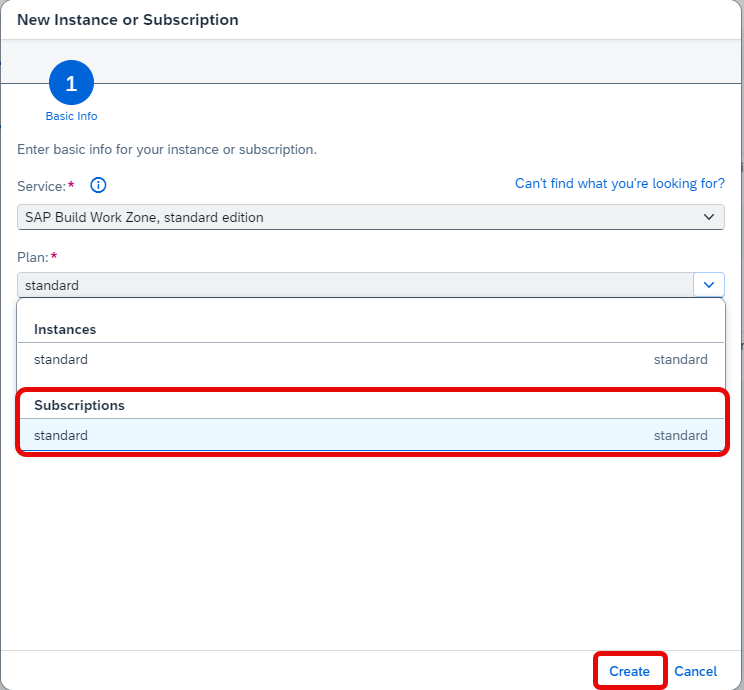 New Instance or Subscription
1
Basic Info
Enter basic info for your instance or subscription.
Service:*
Can't find what you're looking for?
SAP Build Work Zone, standard edition
Plan:*
standard
Instances
standard standard
Subscriptions
standard standard
Create Cancel